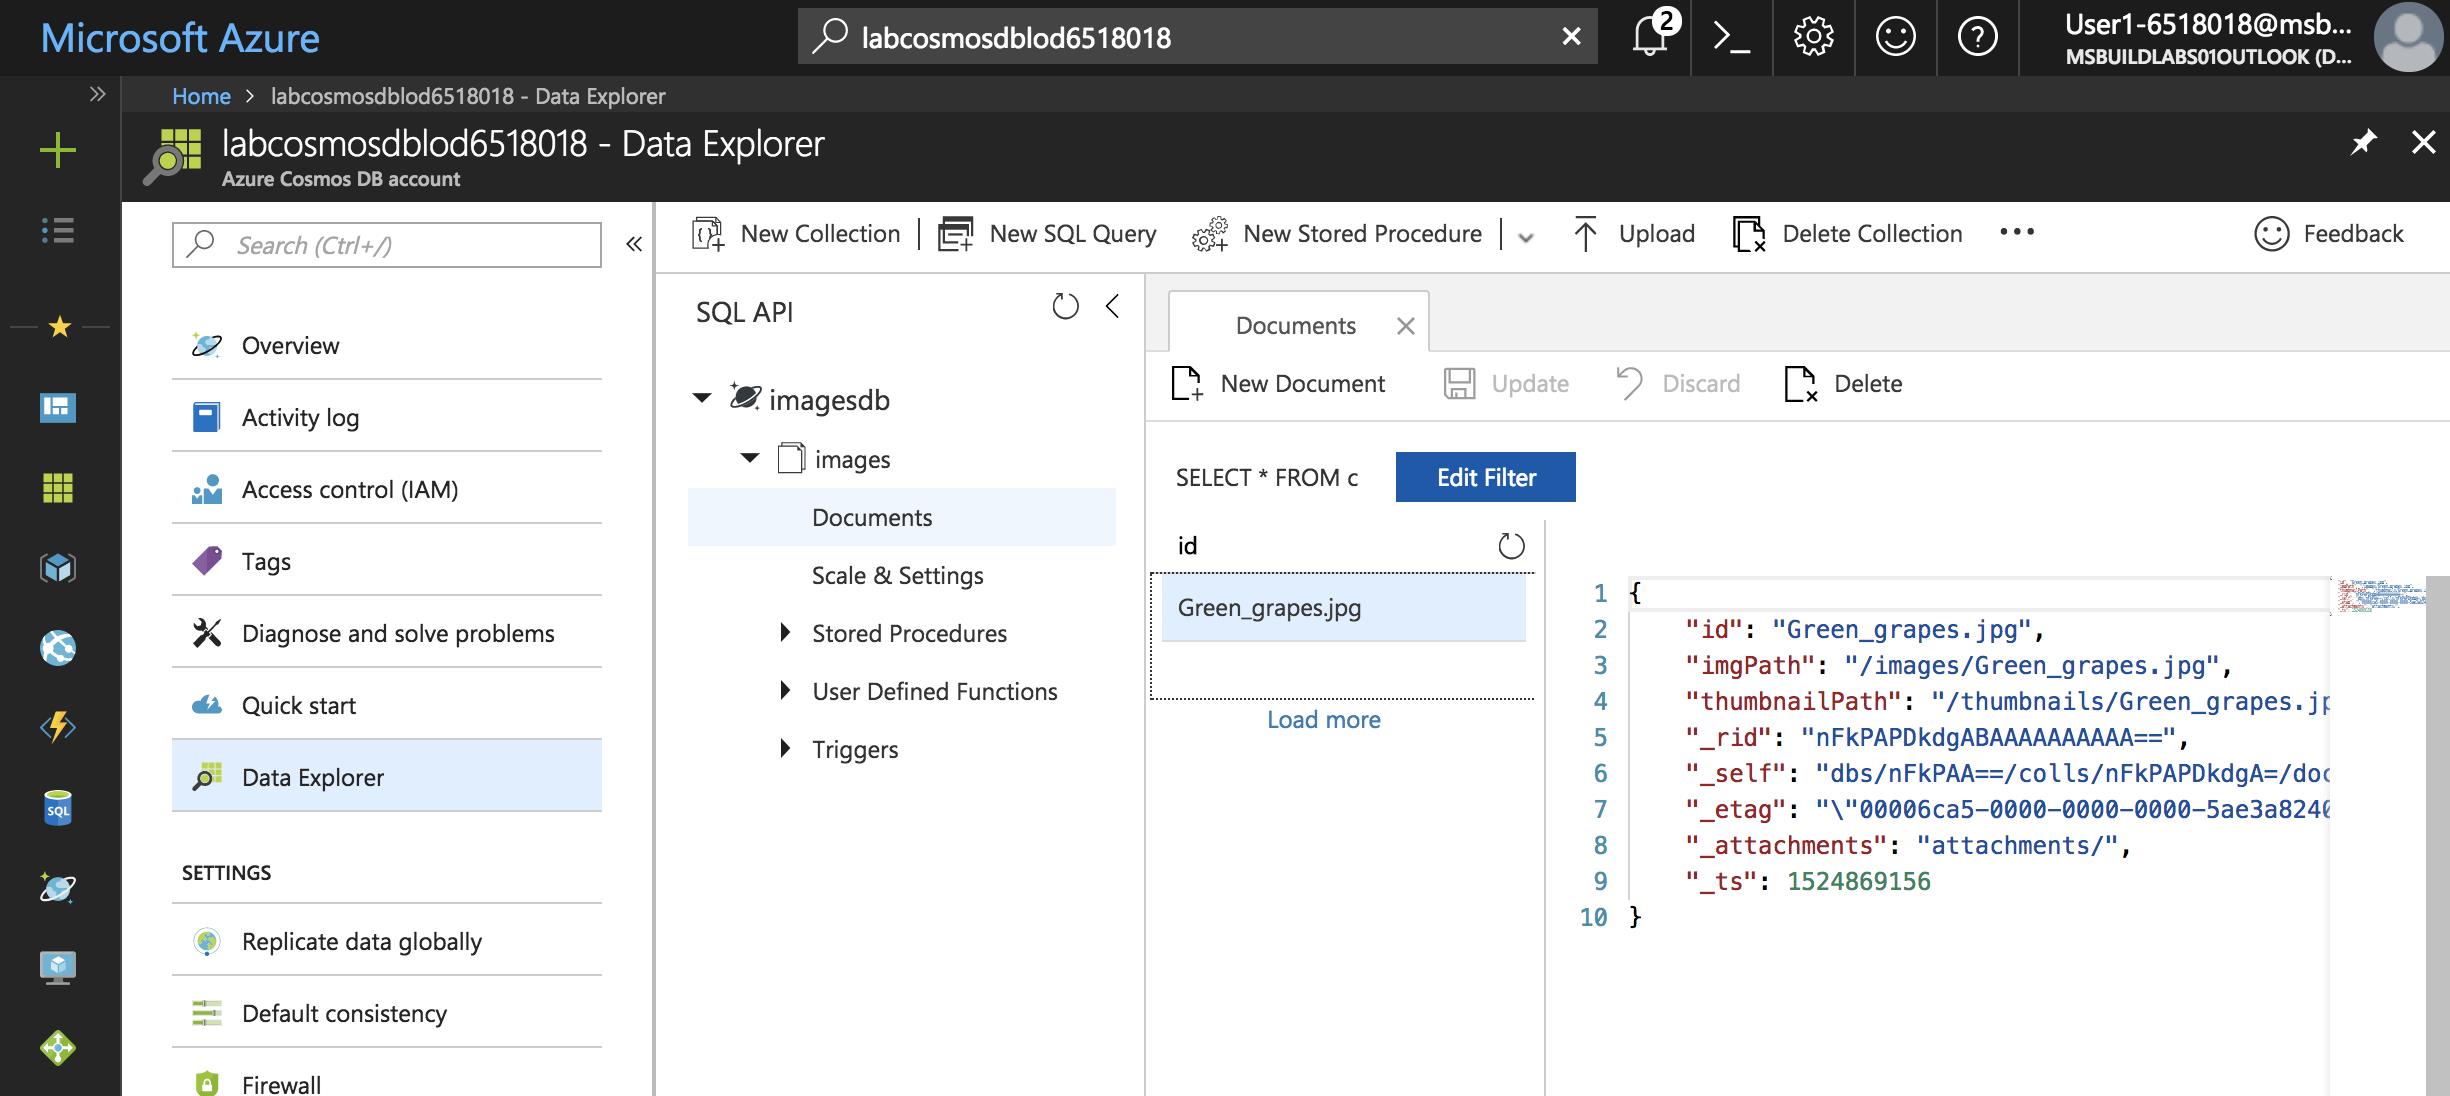 Microsoft Azure
labcosmosdblod6518018
2
User1-6518018@msb...
MSBUILDLABS01OUTLOOK (D...
Home > labcosmosdblod6518018 - Data Explorer
labcosmosdblod6518018 - Data Explorer
Azure Cosmos DB account
Search (Ctrl+/)
Overview
Activity log
Access control (IAM)
Tags
Diagnose and solve problems
Quick start
Data Explorer
SETTINGS
Replicate data globally
Default consistency
Firewall
SQL
New Collection
New SQL Query
New Stored Procedure
Upload
Delete Collection
Feedback
SQL API
imagesdb
images
Documents
Scale & Settings
Stored Procedures
User Defined Functions
Triggers
Documents
New Document
Update
Discard
Delete
SELECT * FROM c
Edit Filter
id
Green_grapes.jpg
Load more
1 {
2 "id": "Green_grapes.jpg",
3 "imgPath": "/images/Green_grapes.jpg",
4 "thumbnailPath": "/thumbnails/Green_grapes.jp
5 "_rid": "nFkPAPDkdgABAAAAAAAAAA==",
6 "_self": "dbs/nFkPAA==/colls/nFkPAPDkdgA=/doc
7 "_etag": "\"00006ca5-0000-0000-0000-5ae3a8240
8 "_attachments": "attachments/",
9 "_ts": 1524869156
10 }